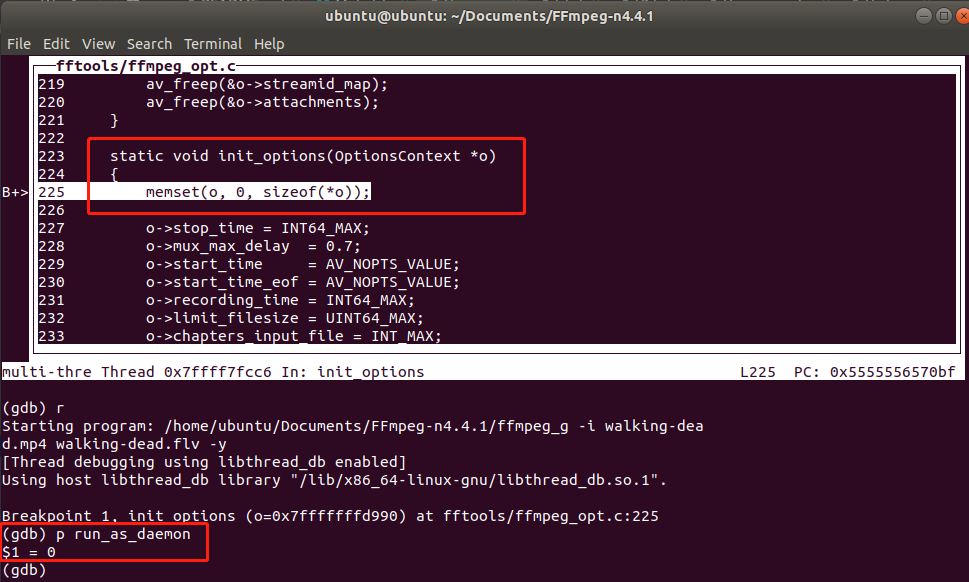 ubuntu@ubuntu: ~/Documents/FFmpeg-n4.4.1
File Edit View Search Terminal Help
fftools/ffmpeg_opt.c
219         av_freep(&o->streamid_map);
220         av_freep(&o->attachments);
221     }
222
223     static void init_options(OptionsContext *o)
224     {
B+> 225         memset(o, 0, sizeof(*o));
226
227         o->stop_time = INT64_MAX;
228         o->mux_max_delay  = 0.7;
229         o->start_time     = AV_NOPTS_VALUE;
230         o->start_time_eof = AV_NOPTS_VALUE;
231         o->recording_time = INT64_MAX;
232         o->limit_filesize = UINT64_MAX;
233         o->chapters_input_file = INT_MAX;
multi-thre Thread 0x7ffff7fcc6 In: init_options L225 PC: 0x5555556570bf
(gdb) r
Starting program: /home/ubuntu/Documents/FFmpeg-n4.4.1/ffmpeg_g -i walking-dea
d.mp4 walking-dead.flv -y
[Thread debugging using libthread_db enabled]
Using host libthread_db library "/lib/x86_64-linux-gnu/libthread_db.so.1".
Breakpoint 1, init_options (o=0x7fffffffd990) at fftools/ffmpeg_opt.c:225
(gdb) p run_as_daemon
$1 = 0
(gdb)